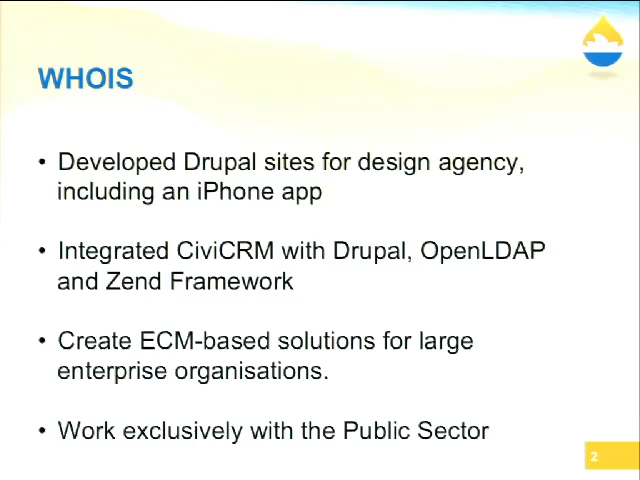 WHOIS
• Developed Drupal sites for design agency,
including an iPhone app
• Integrated CiviCRM with Drupal, OpenLDAP
and Zend Framework
• Create ECM-based solutions for large
enterprise organisations.
• Work exclusively with the Public Sector
2